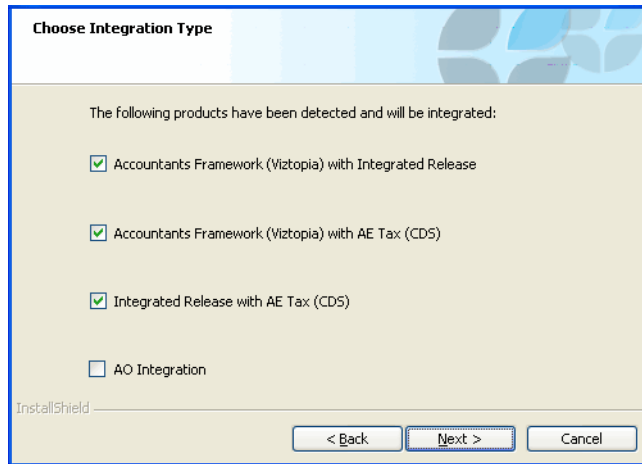 Choose Integration Type
The following products have been detected and will be integrated:
Accountants Framework (Viztopia) with Integrated Release
Accountants Framework (Viztopia) with AE Tax (CDS)
Integrated Release with AE Tax (CDS)
AO Integration
InstallShield
< Back
Next >
Cancel